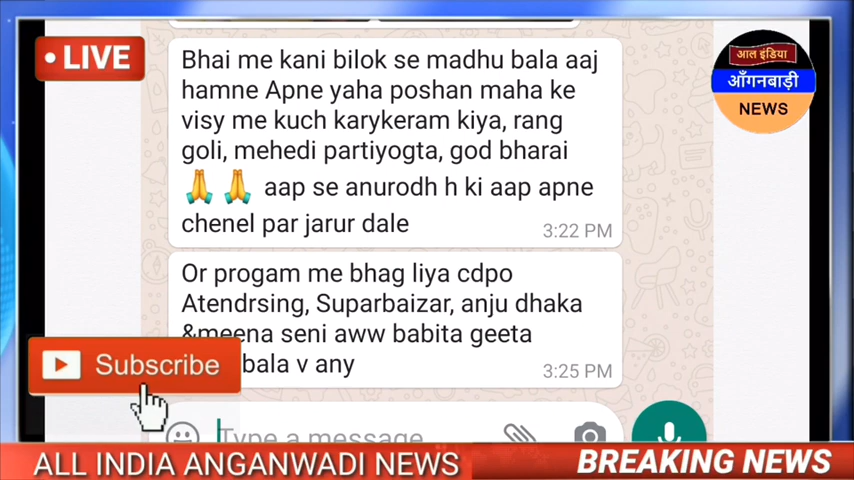 LIVE
आल इंडिया
आँगनबाड़ी
NEWS
Bhai me kani bilok se madhu bala aaj
hamne Apne yaha poshan maha ke
visy me kuch karykeram kiya, rang
goli, mehedi partiyogta, god bharai
🙏 🙏 aap se anurodh h ki aap apne
chenel par jarur dale
3:22 PM
Or progam me bhag liya cdpo
Atendrsing, Suparbaizar, anju dhaka
&meena seni aww babita geeta
bala v any
3:25 PM
Subscribe
Type a message
ALL INDIA ANGANWADI NEWS
BREAKING NEWS